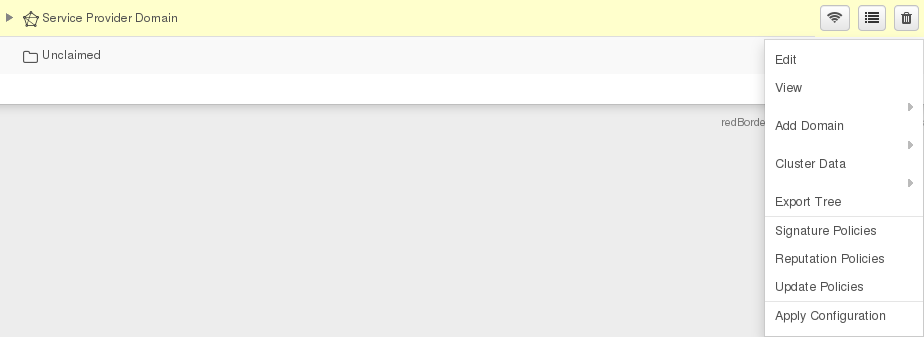 Service Provider Domain
Unclaimed
redBorde
Edit
View
Add Domain
Cluster Data
Export Tree
Signature Policies
Reputation Policies
Update Policies
Apply Configuration